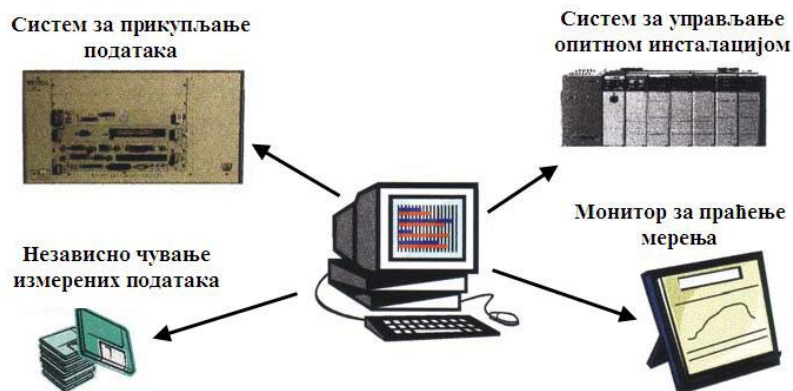 Систем за прикупљање
података
Систем за управљање
опитном инсталацијом
Независно чување
измерених података
Монитор за праћење
мерења